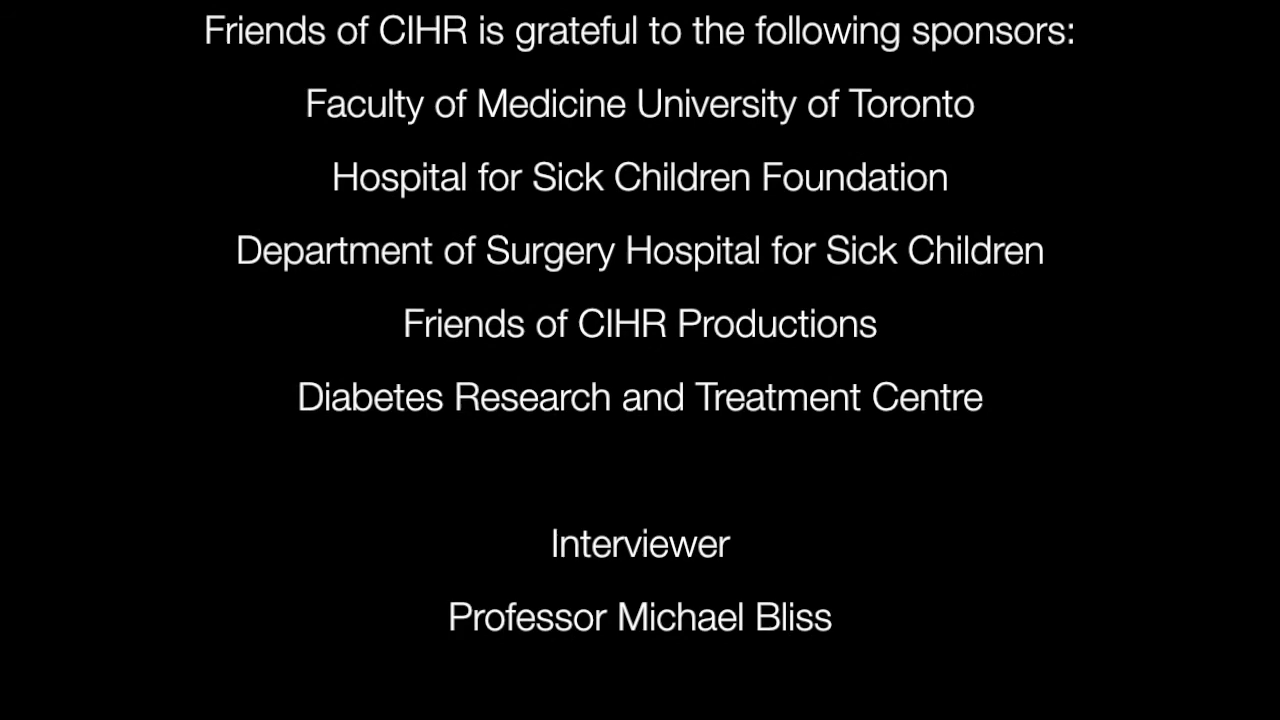 Friends of CIHR is grateful to the following sponsors:
Faculty of Medicine University of Toronto
Hospital for Sick Children Foundation
Department of Surgery Hospital for Sick Children
Friends of CIHR Productions
Diabetes Research and Treatment Centre
Interviewer
Professor Michael Bliss